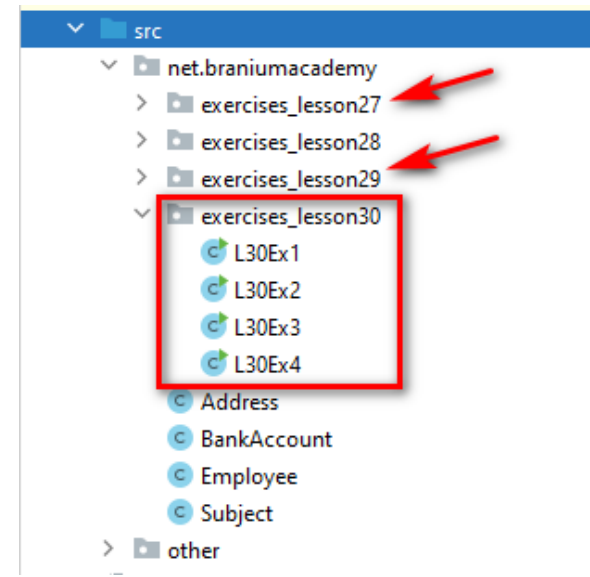 src
net.braniumacademy
exercises_lesson27
exercises_lesson28
exercises_lesson29
exercises_lesson30
C L30Ex1
C L30Ex2
C L30Ex3
C L30Ex4
C Address
C BankAccount
C Employee
C Subject
other